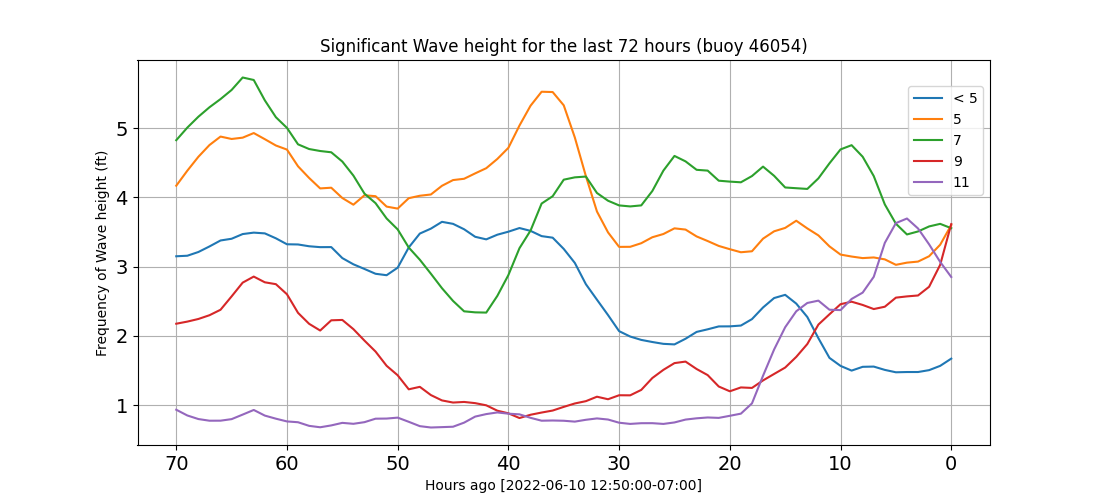 Significant Wave height for the last 72 hours (buoy 46054)
Frequency of Wave height (ft)
5
4
3
2
1
< 5
5
7
9
11
70 60 50 40 30 20 10 0
Hours ago [2022-06-10 12:50:00-07:00]